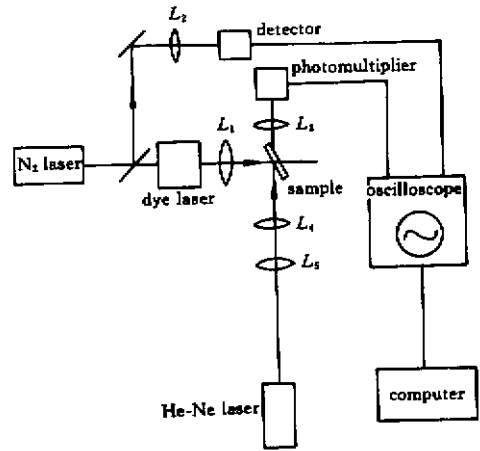 L₂
detector
photomultiplier
L₃
L₁
N₂ laser
dye laser
sample
oscilloscope
L₄
L₅
He-Ne laser
computer